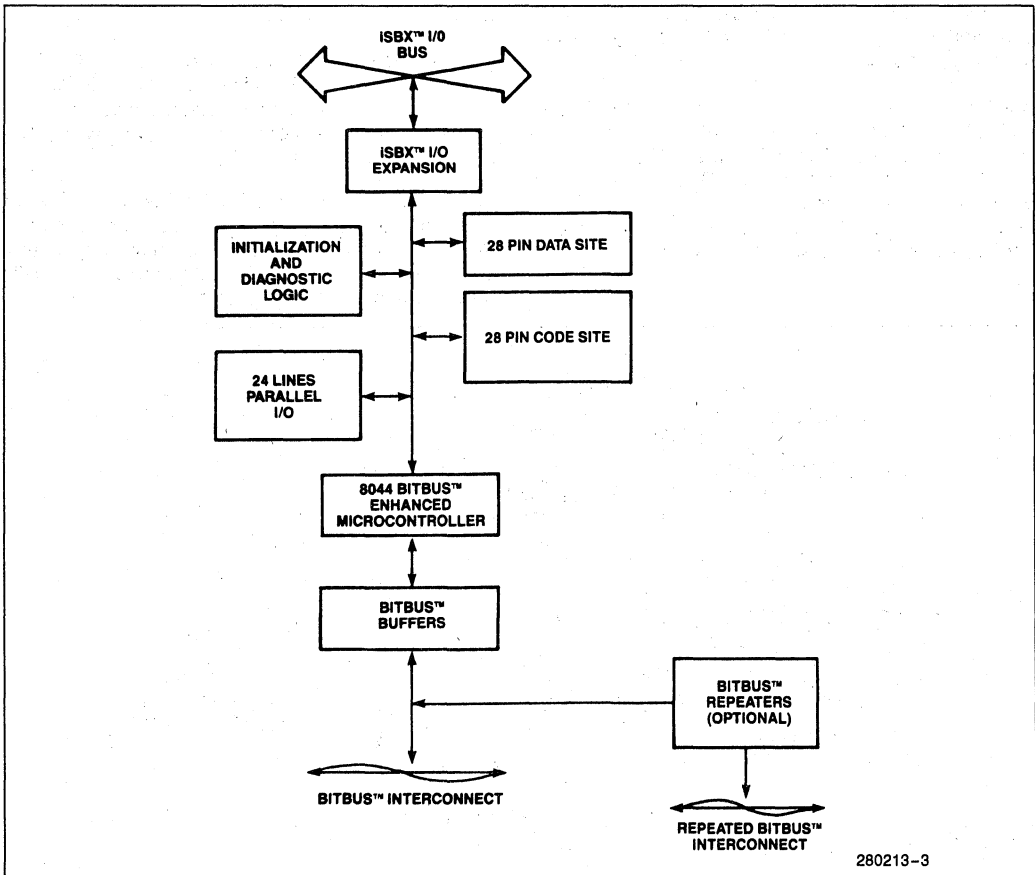 iSBX™ I/0
BUS
iSBX™ I/O
EXPANSION
INITIALIZATION
AND
DIAGNOSTIC
LOGIC
28 PIN DATA SITE
28 PIN CODE SITE
24 LINES
PARALLEL
I/O
8044 BITBUS™
ENHANCED
MICROCONTROLLER
BITBUS™
BUFFERS
BITBUS™
REPEATERS
(OPTIONAL)
BITBUS™ INTERCONNECT
REPEATED BITBUS™
INTERCONNECT
280213-3